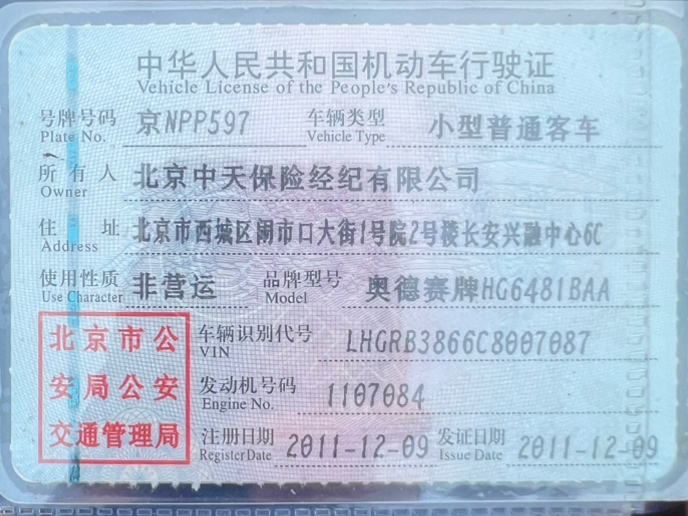 中华人民共和国机动车行驶证
Vehicle License of the People's Republic of China
号牌号码 京NPP597 车辆类型 小型普通客车
Plate No. Vehicle Type
所有人 北京中天保险经纪有限公司
Owner
住址 北京市西城区闹市口大街1号院2号楼长安兴融中心6C
Address
使用性质 非营运 品牌型号 奥德赛牌HG6481BAA
Use Character Model
北京市公
安局公安
交通管理局
车辆识别代号 LHGRB3866C8007087
VIN
发动机号码 1107084
Engine No.
注册日期 2011-12-09 发证日期 2011-12-09
Register Date Issue Date